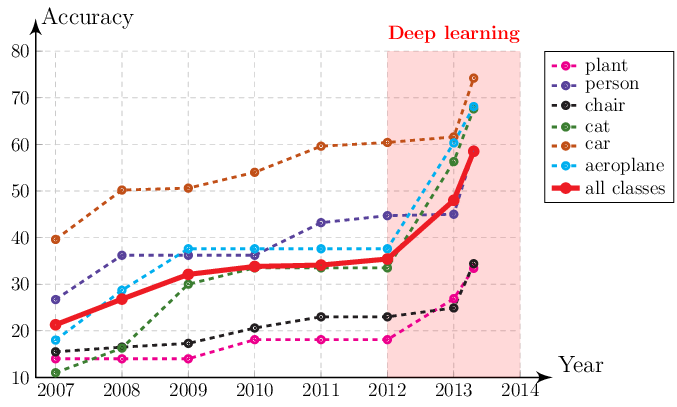 Accuracy
Deep learning
80
70
60
50
40
30
20
10
2007 2008 2009 2010 2011 2012 2013 2014
Year
plant
person
chair
cat
car
aeroplane
all classes